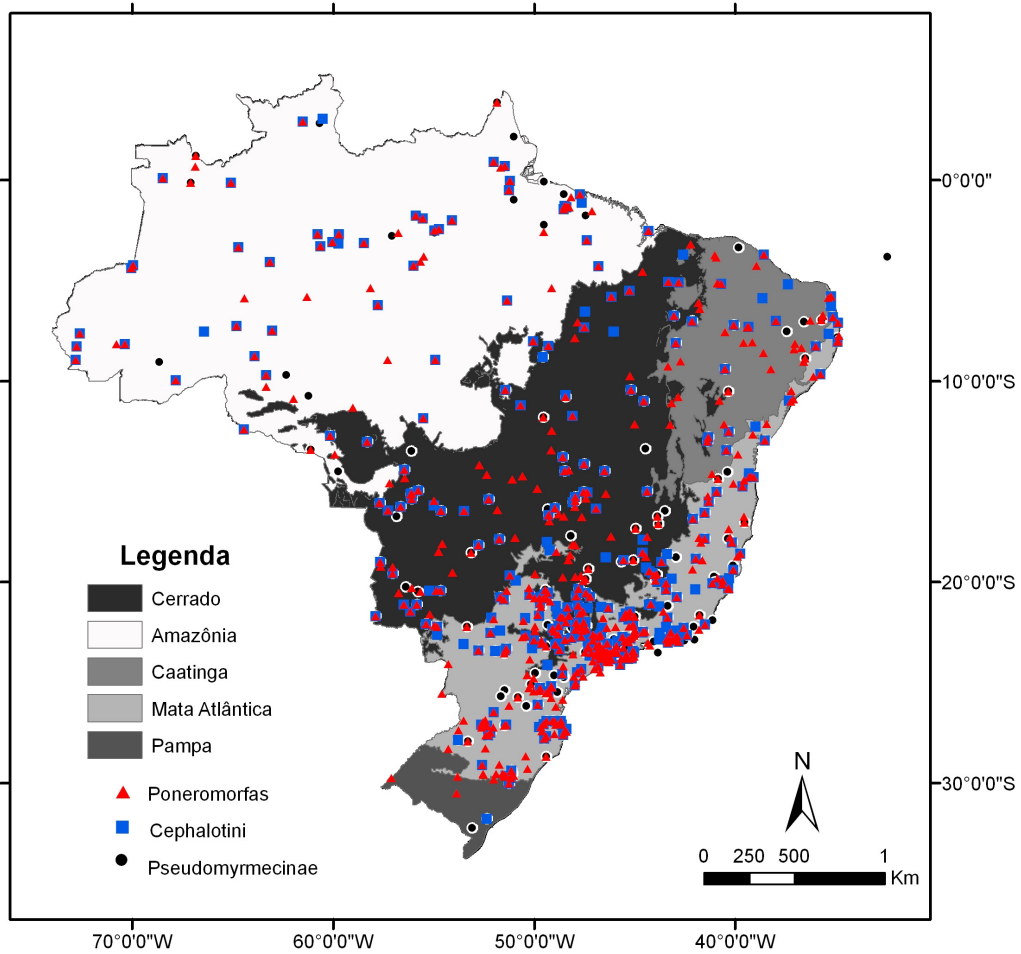 0°0'0"
10°0'0"S
20°0'0"S
30°0'0"S
Legenda
Cerrado
Amazônia
Caatinga
Mata Atlântica
Pampa
Poneromorfas
Cephalotini
Pseudomyrmecinae
N
0 250 500 1
Km
70°0'0"W 60°0'0"W 50°0'0"W 40°0'0"W